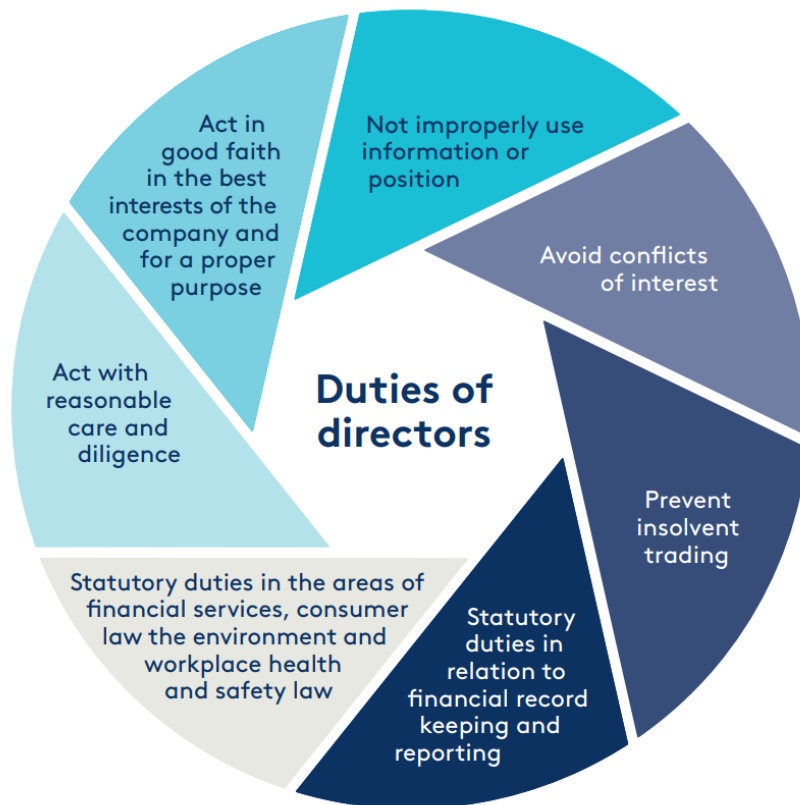 Duties of
directors
Act in
good faith
in the best
interests of the
company and
for a proper
purpose
Not improperly use
information or
position
Avoid conflicts
of interest
Prevent
insolvent
trading
Statutory
duties in
relation to
financial record
keeping and
reporting
Statutory duties in the areas of
financial services, consumer
law the environment and
workplace health
and safety law
Act with
reasonable
care and
diligence